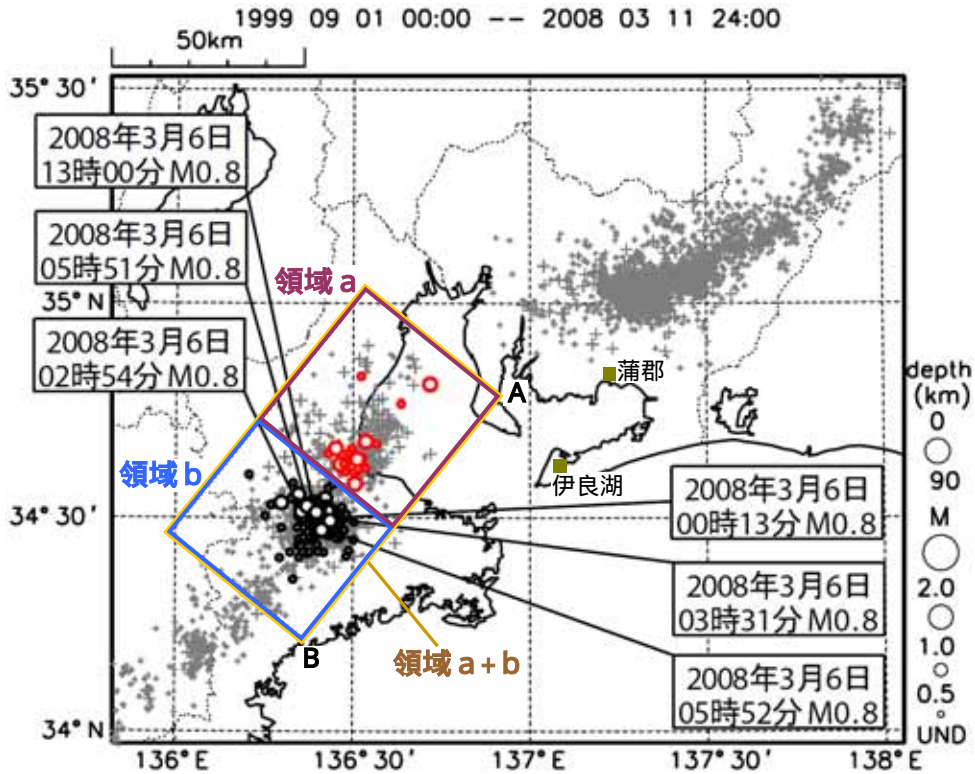 1999 09 01 00:00 -- 2008 03 11 24:00
50km
35° 30′
2008年3月6日
13時00分 M0.8
2008年3月6日
05時51分 M0.8
領域a
35° N
2008年3月6日
02時54分 M0.8
蒲郡
A
depth
(km)
0
90
M
2.0
1.0
0.5
UND
領域b
伊良湖
34° 30′
2008年3月6日
00時13分 M0.8
2008年3月6日
03時31分 M0.8
B
領域a+b
2008年3月6日
05時52分 M0.8
34° N
136° E
136.5°
137° E
137.5°
138° E